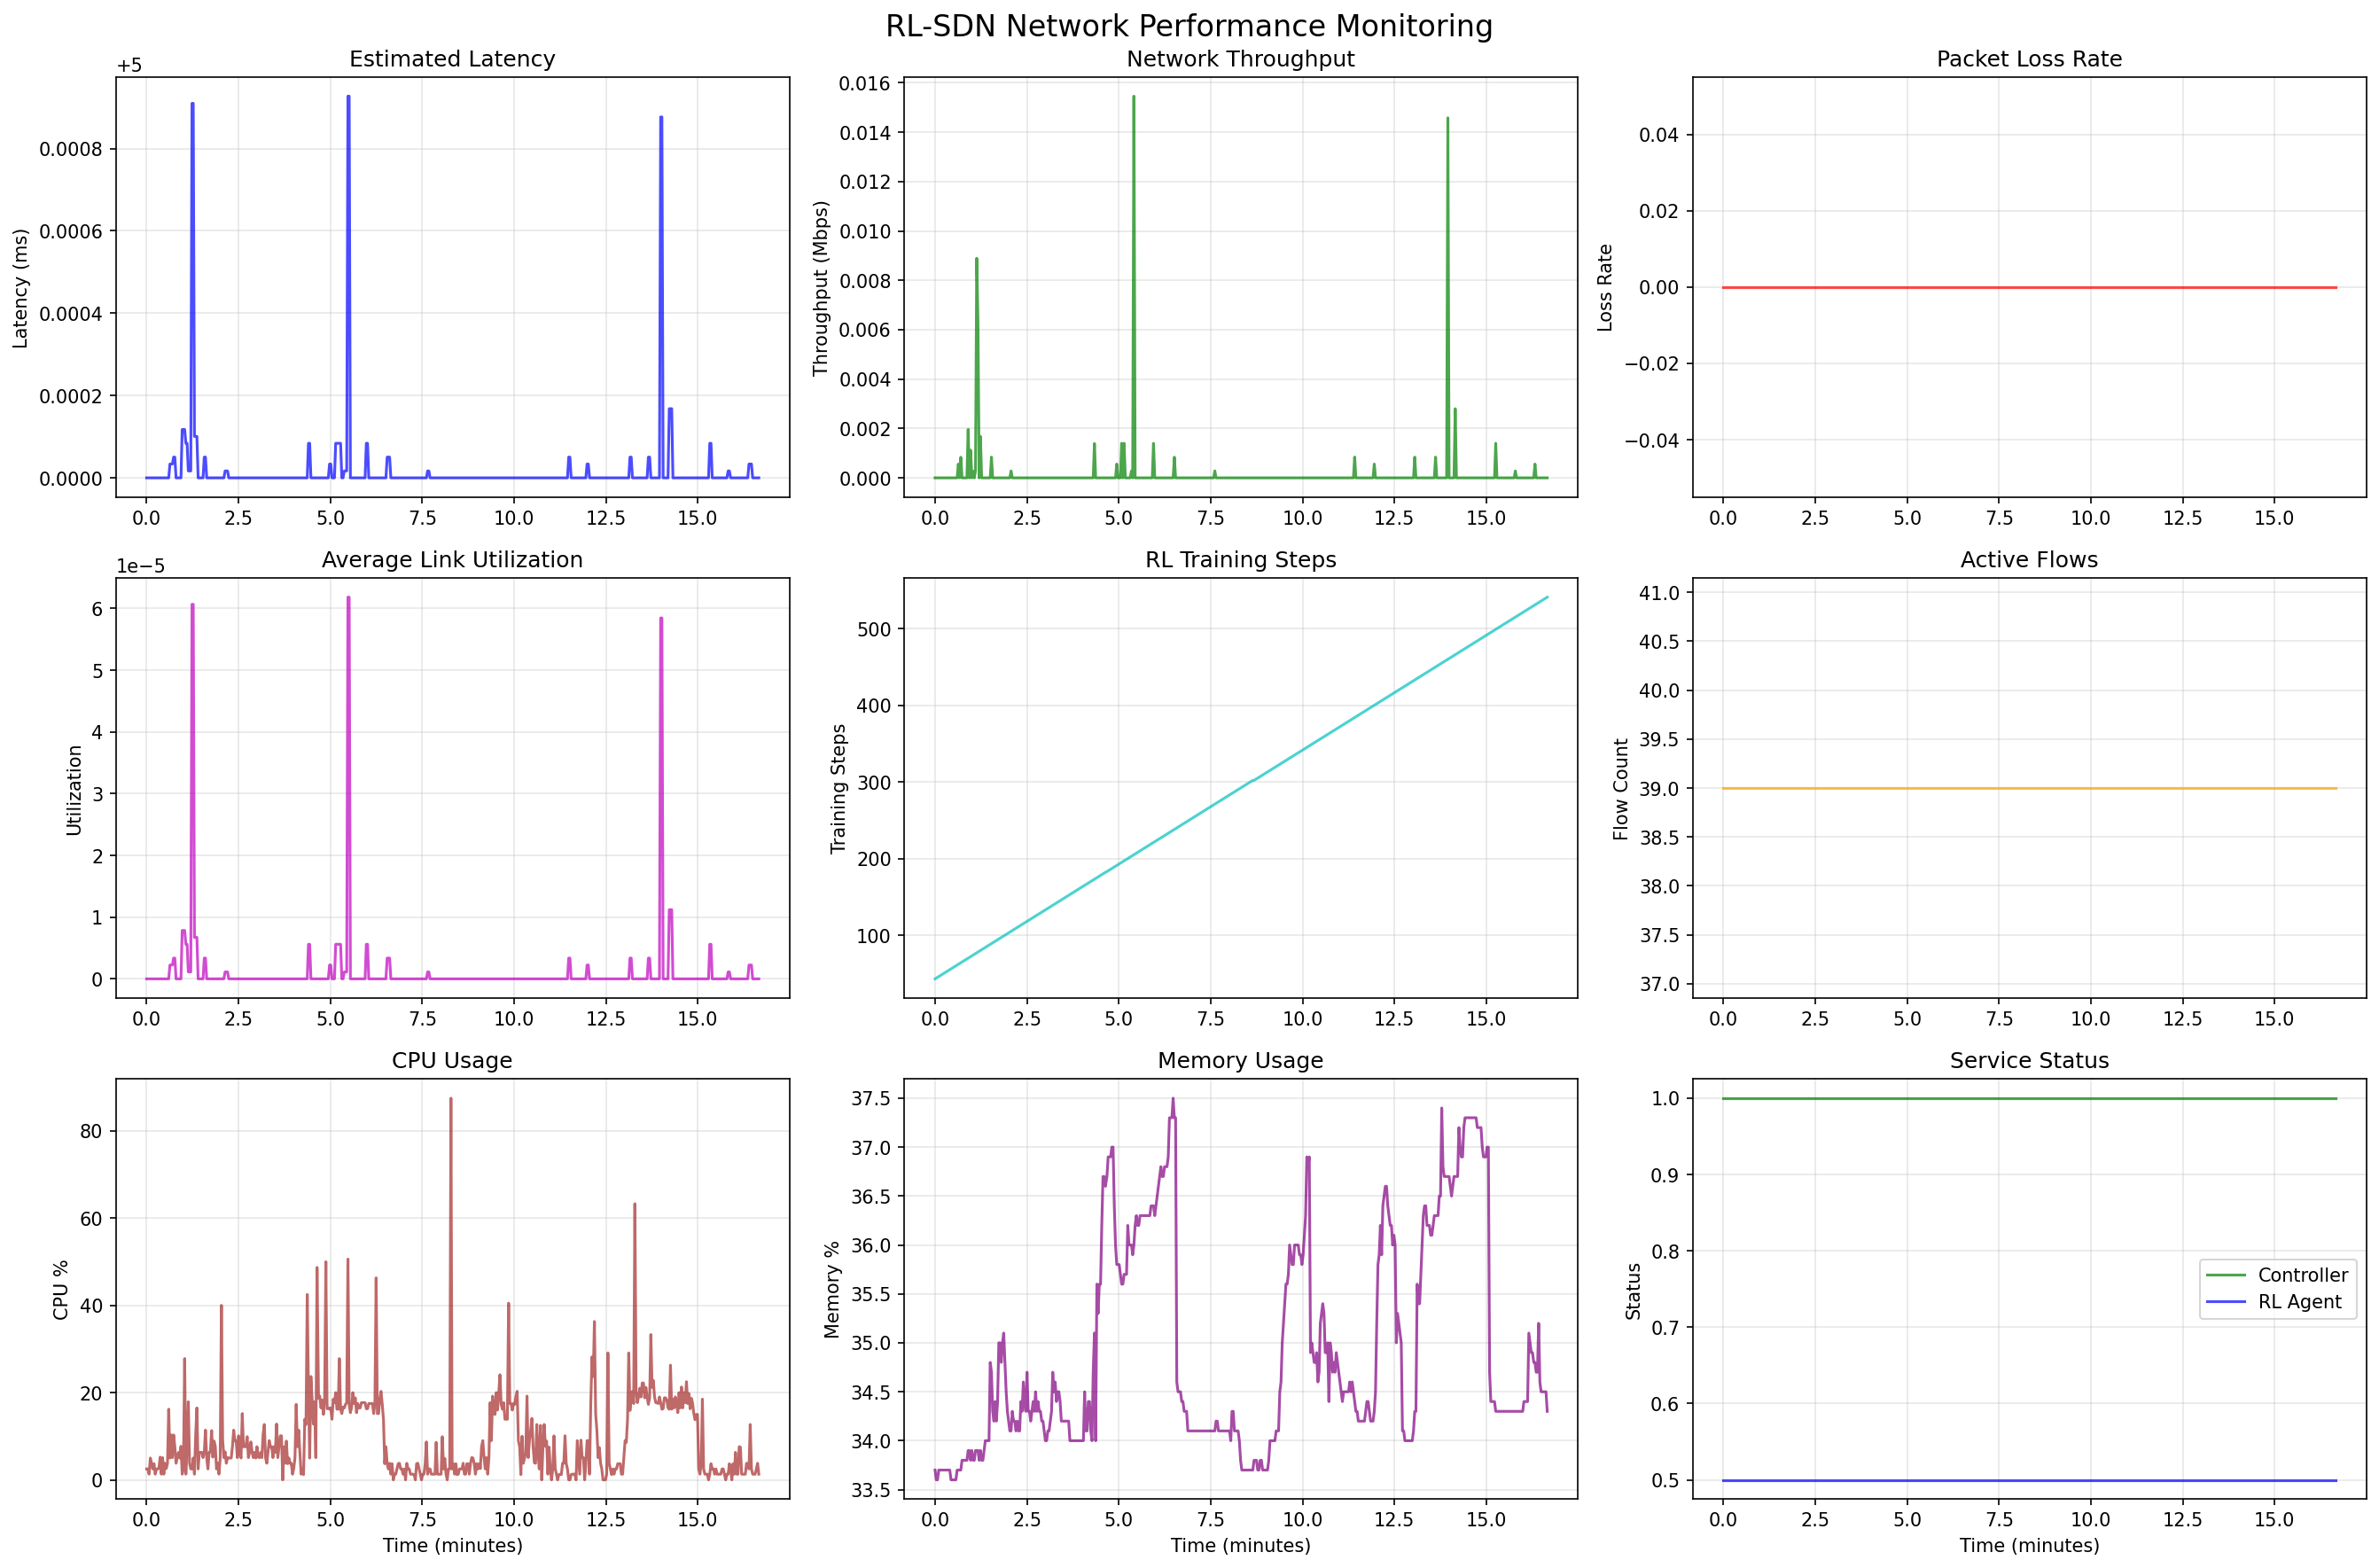 RL-SDN Network Performance Monitoring
Estimated Latency
+5
Latency (ms)
0.0008
0.0006
0.0004
0.0002
0.0000
0.0 2.5 5.0 7.5 10.0 12.5 15.0
Network Throughput
Throughput (Mbps)
0.016
0.014
0.012
0.010
0.008
0.006
0.004
0.002
0.000
0.0 2.5 5.0 7.5 10.0 12.5 15.0
Packet Loss Rate
Loss Rate
0.04
0.02
0.00
−0.02
−0.04
0.0 2.5 5.0 7.5 10.0 12.5 15.0
Average Link Utilization
1e−5
Utilization
6
5
4
3
2
1
0
0.0 2.5 5.0 7.5 10.0 12.5 15.0
RL Training Steps
Training Steps
500
400
300
200
100
0.0 2.5 5.0 7.5 10.0 12.5 15.0
Active Flows
Flow Count
41.0
40.5
40.0
39.5
39.0
38.5
38.0
37.5
37.0
0.0 2.5 5.0 7.5 10.0 12.5 15.0
CPU Usage
CPU %
80
60
40
20
0
0.0 2.5 5.0 7.5 10.0 12.5 15.0
Time (minutes)
Memory Usage
Memory %
37.5
37.0
36.5
36.0
35.5
35.0
34.5
34.0
33.5
0.0 2.5 5.0 7.5 10.0 12.5 15.0
Time (minutes)
Service Status
Status
1.0
0.9
0.8
0.7
0.6
0.5
Controller
RL Agent
0.0 2.5 5.0 7.5 10.0 12.5 15.0
Time (minutes)